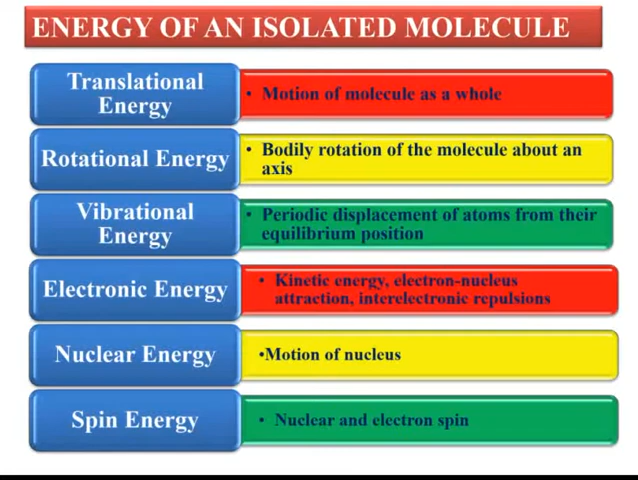 ENERGY OF AN ISOLATED MOLECULE
Translational
Energy
• Motion of molecule as a whole
Rotational Energy
• Bodily rotation of the molecule about an
axis
Vibrational
Energy
• Periodic displacement of atoms from their
equilibrium position
Electronic Energy
• Kinetic energy, electron-nucleus
attraction, interelectronic repulsions
Nuclear Energy
•Motion of nucleus
Spin Energy
• Nuclear and electron spin